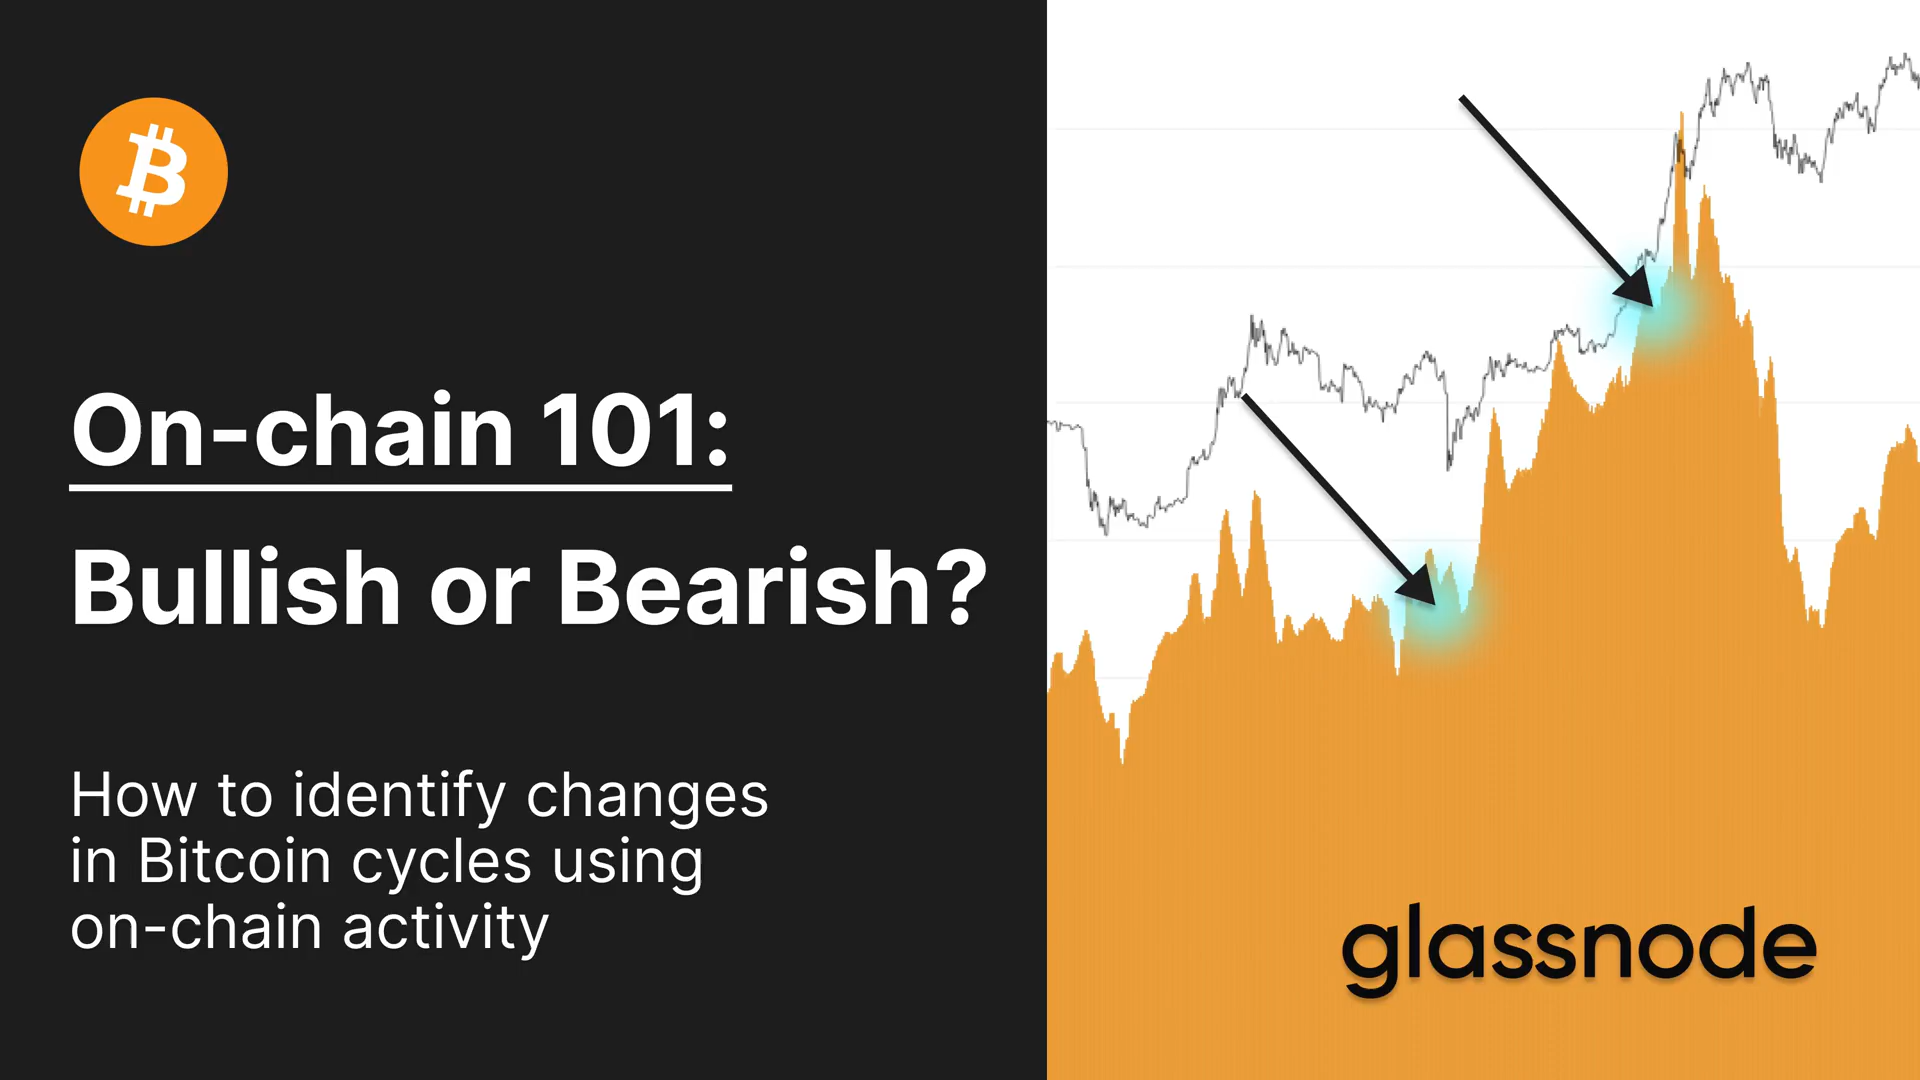 On-chain 101:
Bullish or Bearish?
How to identify changes
in Bitcoin cycles using
on-chain activity
glassnode